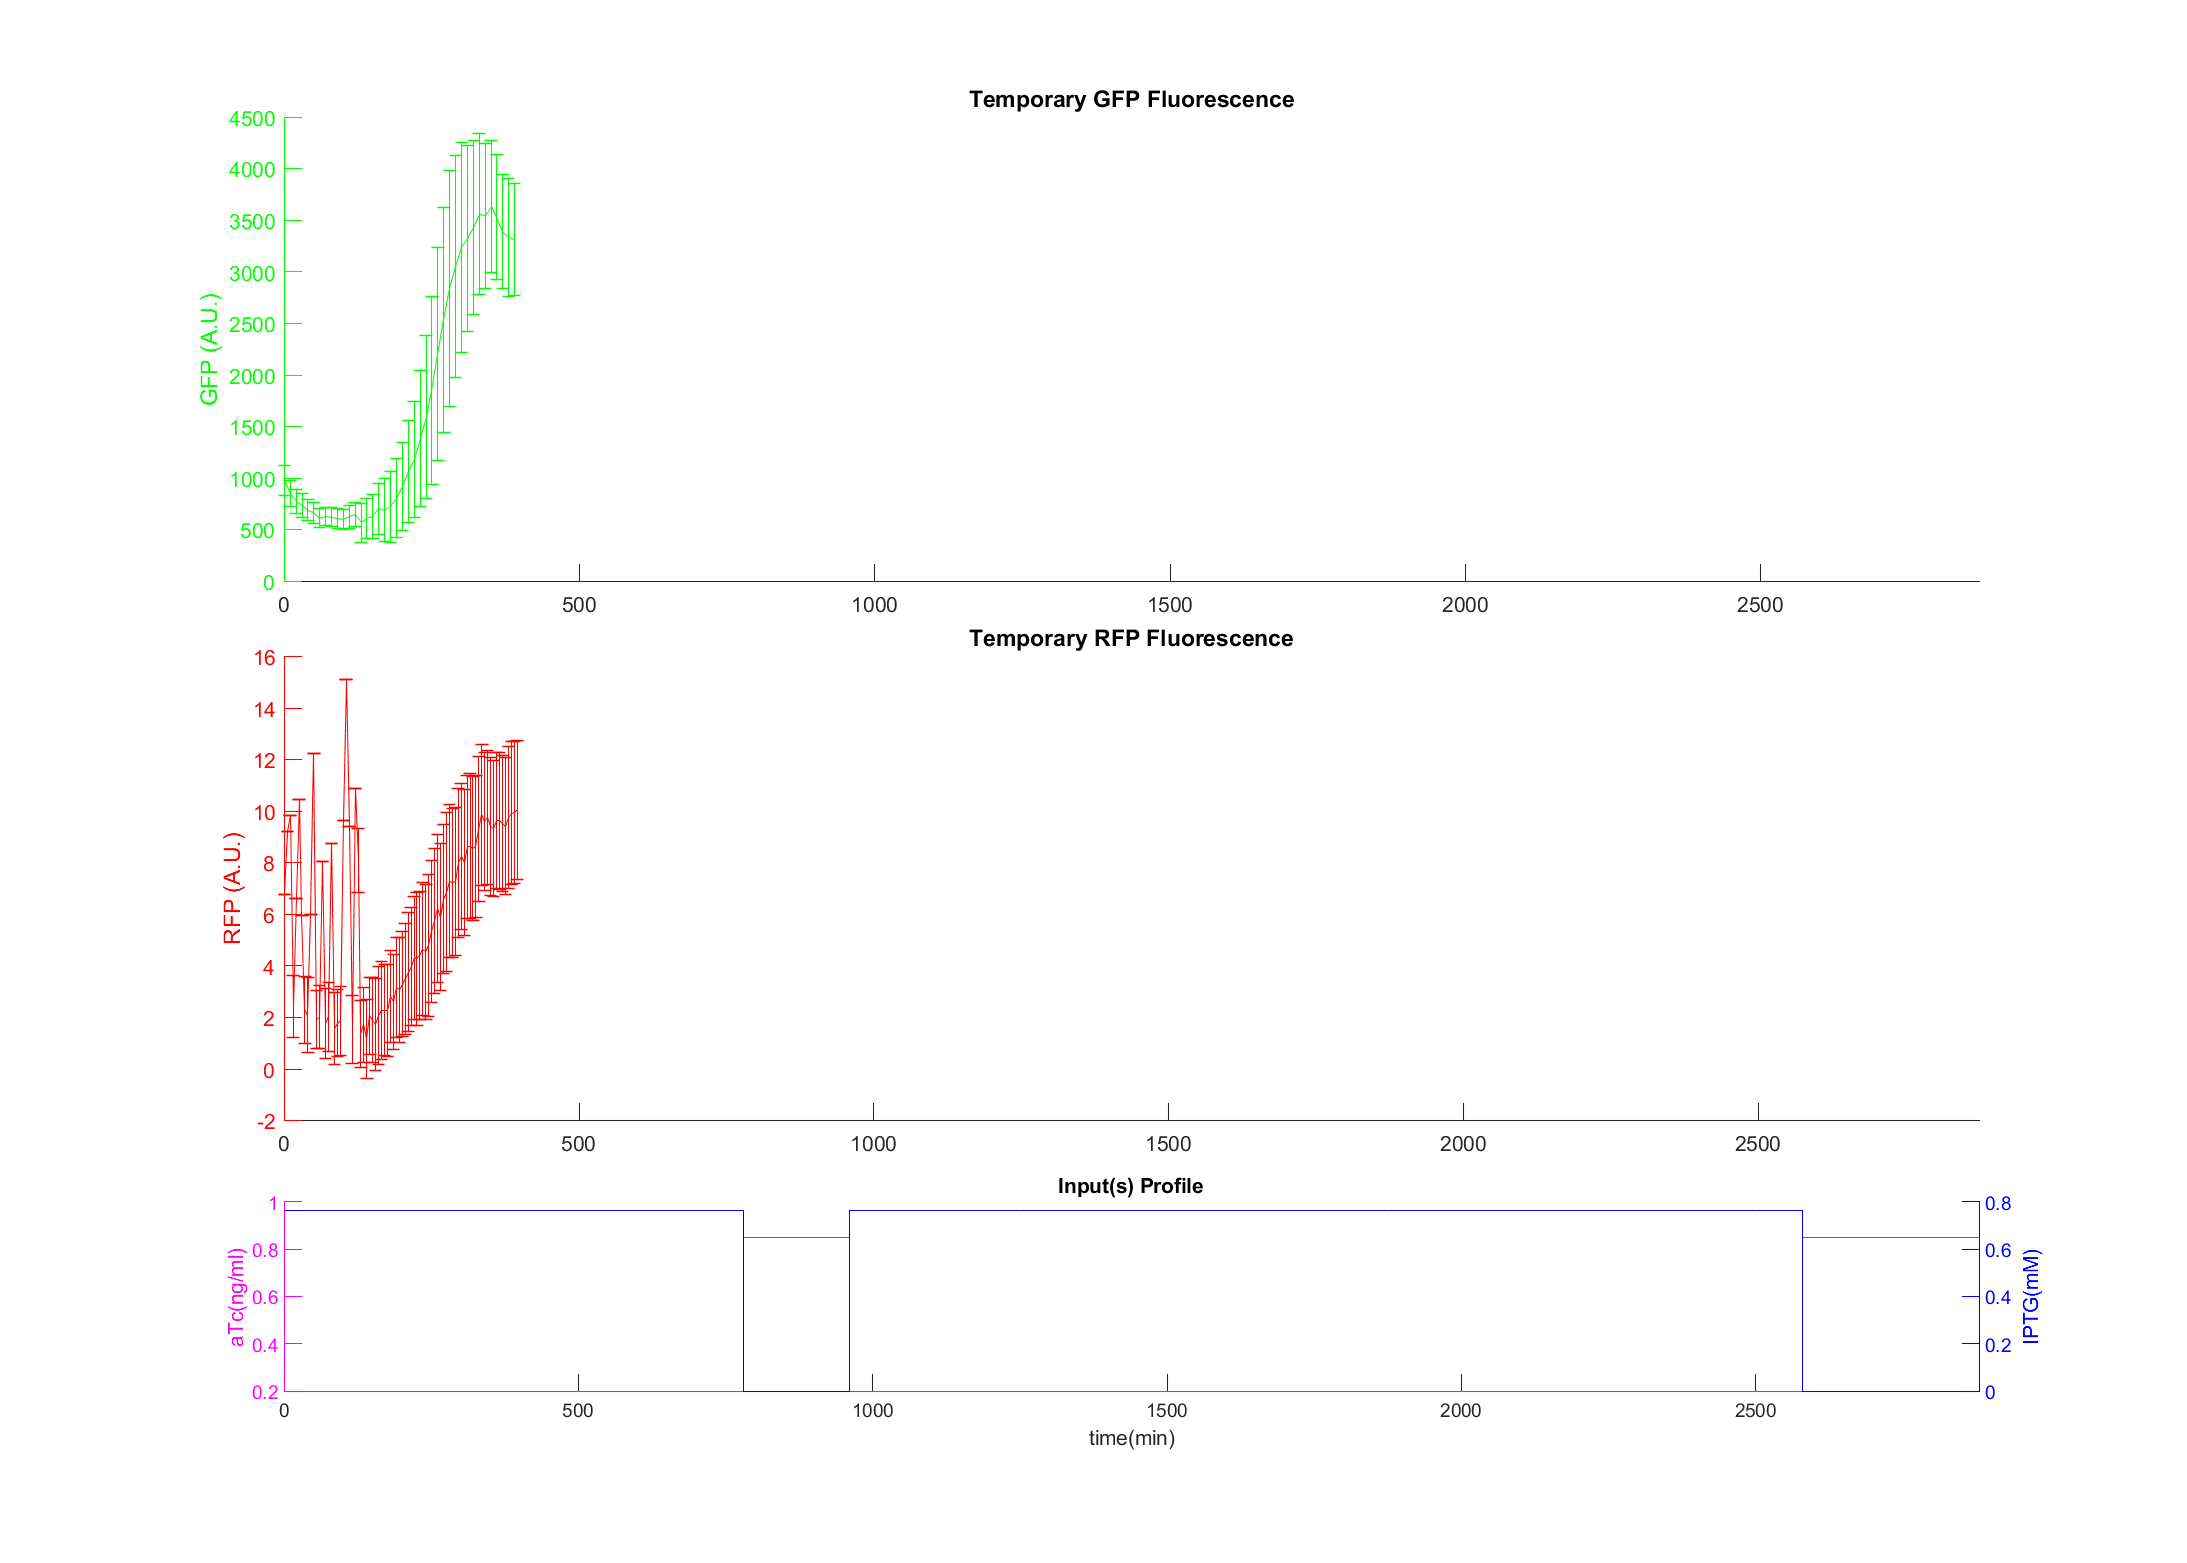 Temporary GFP Fluorescence
4500
4000
3500
3000
2500
2000
1500
1000
500
0
GFP (A.U.)
0 500 1000 1500 2000 2500
Temporary RFP Fluorescence
16
14
12
10
8
6
4
2
0
-2
RFP (A.U.)
0 500 1000 1500 2000 2500
Input(s) Profile
1
0.8
0.6
0.4
0.2
aTc(ng/ml)
0.8
0.6
0.4
0.2
0
IPTG(mM)
0 500 1000 1500 2000 2500
time(min)